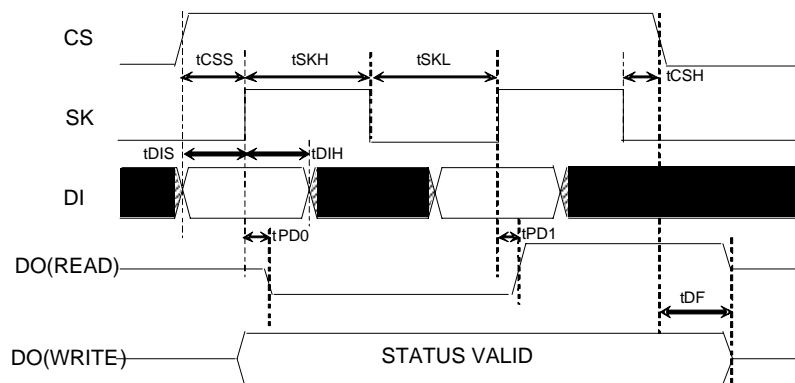 CS
tCSS
tSKH
tSKL
tCSH
SK
tDIS
tDIH
DI
tPD0
tPD1
DO(READ)
tDF
DO(WRITE)
STATUS VALID